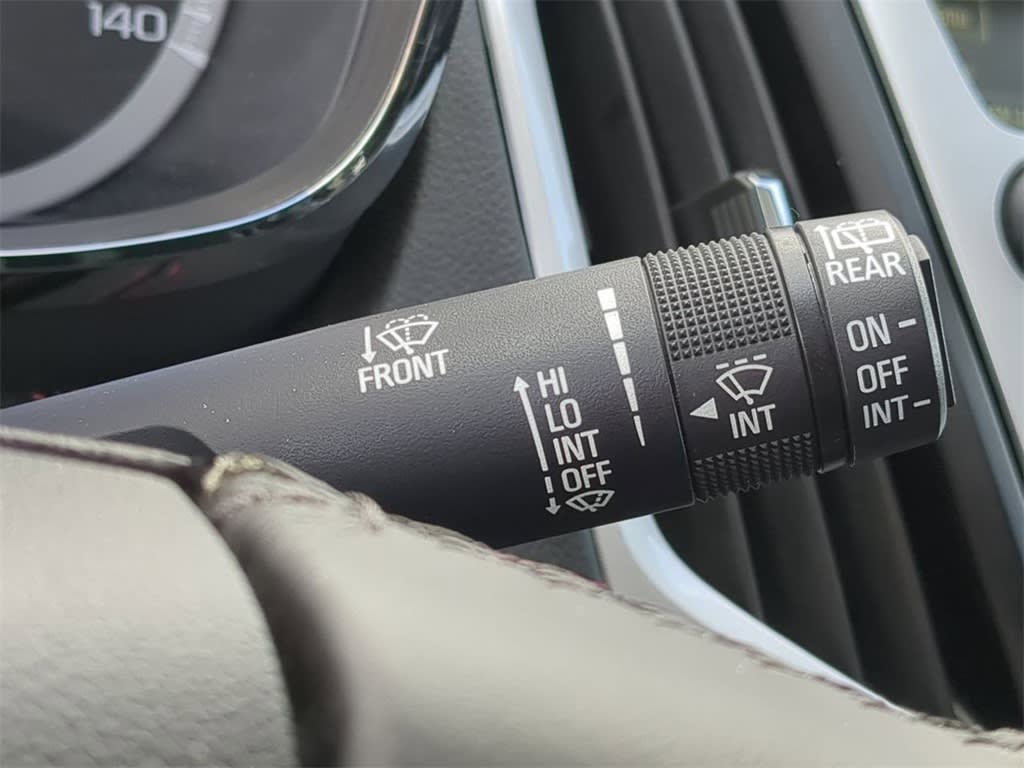 140
FRONT
HI
LO
INT
OFF
INT
REAR
ON
OFF
INT